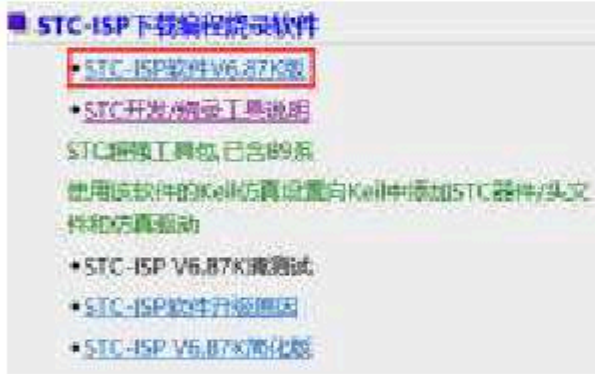 STC-ISP下载编程烧录软件
STC-ISP软件V6.87K版
STC开发/烧录工具说明
STC超强工具包,已含89系
使用该软件的Keil仿真设置向Keil中添加STC器件/头文
件和仿真驱动
STC-ISP V6.87K请测试
STC-ISP软件升级原因
STC-ISP V6.87K简化版